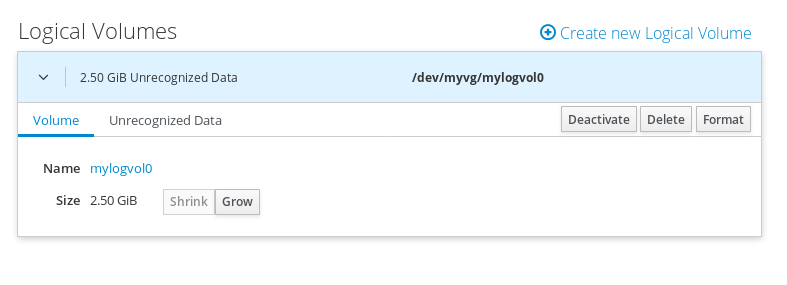 Logical Volumes
Create new Logical Volume
2.50 GiB Unrecognized Data /dev/myvg/mylogvol0
Volume Unrecognized Data Deactivate Delete Format
Name mylogvol0
Size 2.50 GiB Shrink Grow